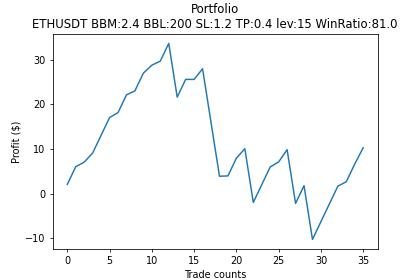 Portfolio
ETHUSDT BBM:2.4 BBL:200 SL:1.2 TP:0.4 lev:15 WinRatio:81.0
Profit ($)
30
20
10
0
−10
0 5 10 15 20 25 30 35
Trade counts